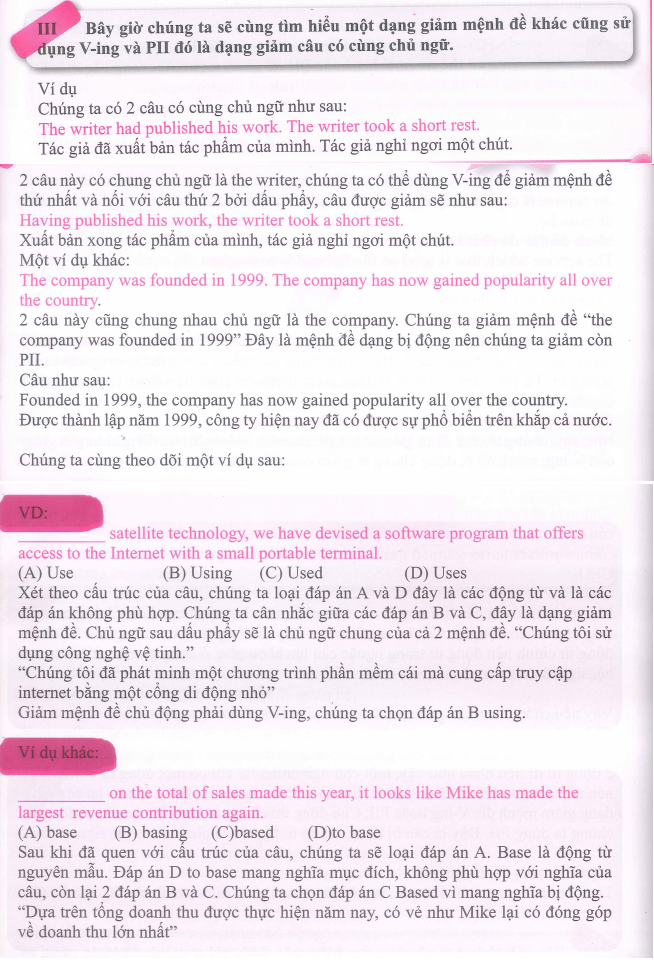 III Bây giờ chúng ta sẽ cùng tìm hiểu một dạng giảm mệnh đề khác cũng sử
dụng V-ing và PII đó là dạng giảm câu có cùng chủ ngữ.
Ví dụ
Chúng ta có 2 câu có cùng chủ ngữ như sau:
The writer had published his work. The writer took a short rest.
Tác giả đã xuất bản tác phẩm của mình. Tác giả nghỉ ngơi một chút.
2 câu này có chung chủ ngữ là the writer, chúng ta có thể dùng V-ing để giảm mệnh đề
thứ nhất và nối với câu thứ 2 bởi dấu phẩy, câu được giảm sẽ như sau:
Having published his work, the writer took a short rest.
Xuất bản xong tác phẩm của mình, tác giả nghỉ ngơi một chút.
Một ví dụ khác:
The company was founded in 1999. The company has now gained popularity all over
the country.
2 câu này cũng chung nhau chủ ngữ là the company. Chúng ta giảm mệnh đề “the
company was founded in 1999” Đây là mệnh đề dạng bị động nên chúng ta giảm còn
PII.
Câu như sau:
Founded in 1999, the company has now gained popularity all over the country.
Được thành lập năm 1999, công ty hiện nay đã có được sự phổ biến trên khắp cả nước.
Chúng ta cùng theo dõi một ví dụ sau:
VD:
__________ satellite technology, we have devised a software program that offers
access to the Internet with a small portable terminal.
(A) Use (B) Using (C) Used (D) Uses
Xét theo cấu trúc của câu, chúng ta loại đáp án A và D đây là các động từ và là các
đáp án không phù hợp. Chúng ta cân nhắc giữa các đáp án B và C, đây là dạng giảm
mệnh đề. Chủ ngữ sau dấu phẩy sẽ là chủ ngữ chung của cả 2 mệnh đề. “Chúng tôi sử
dụng công nghệ vệ tinh.”
“Chúng tôi đã phát minh một chương trình phần mềm cái mà cung cấp truy cập
internet bằng một cổng di động nhỏ”
Giảm mệnh đề chủ động phải dùng V-ing, chúng ta chọn đáp án B using.
Ví dụ khác:
__________ on the total of sales made this year, it looks like Mike has made the
largest revenue contribution again.
(A) base (B) basing (C)based (D)to base
Sau khi đã quen với cấu trúc của câu, chúng ta sẽ loại đáp án A. Base là động từ
nguyên mẫu. Đáp án D to base mang nghĩa mục đích, không phù hợp với nghĩa của
câu, còn lại 2 đáp án B và C. Chúng ta chọn đáp án C Based vì mang nghĩa bị động.
“Dựa trên tổng doanh thu được thực hiện năm nay, có vẻ như Mike lại có đóng góp
về doanh thu lớn nhất”